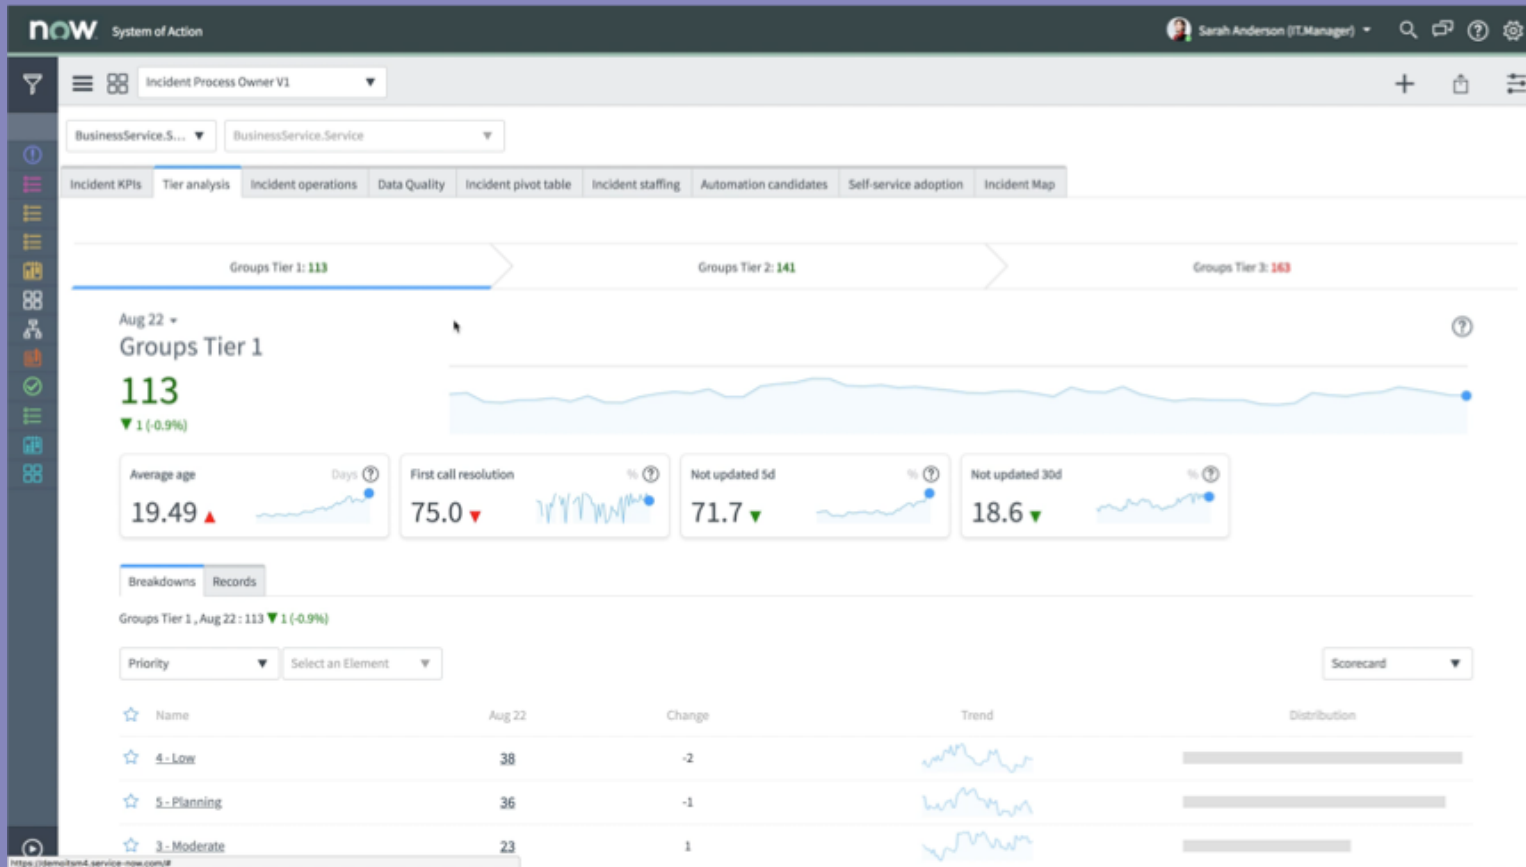 now System of Action Sarah Anderson (IT.Manager)
Incident Process Owner V1
BusinessService.S... BusinessService.Service
Incident KPIs Tier analysis Incident operations Data Quality Incident pivot table Incident staffing Automation candidates Self-service adoption Incident Map
Groups Tier 1: 113 Groups Tier 2: 141 Groups Tier 3: 163
Aug 22
Groups Tier 1
113
▼ 1 (-0.9%)
Average age Days First call resolution % Not updated 5d % Not updated 30d %
19.49 ▲ 75.0 ▼ 71.7 ▼ 18.6 ▼
Breakdowns Records
Groups Tier 1 , Aug 22 : 113 ▼ 1 (-0.9%)
Priority Select an Element Scorecard
Name Aug 22 Change Trend Distribution
4 - Low 38 -2
5 - Planning 36 -1
3 - Moderate 23 1
https://demoitsm4.service-now.com/#